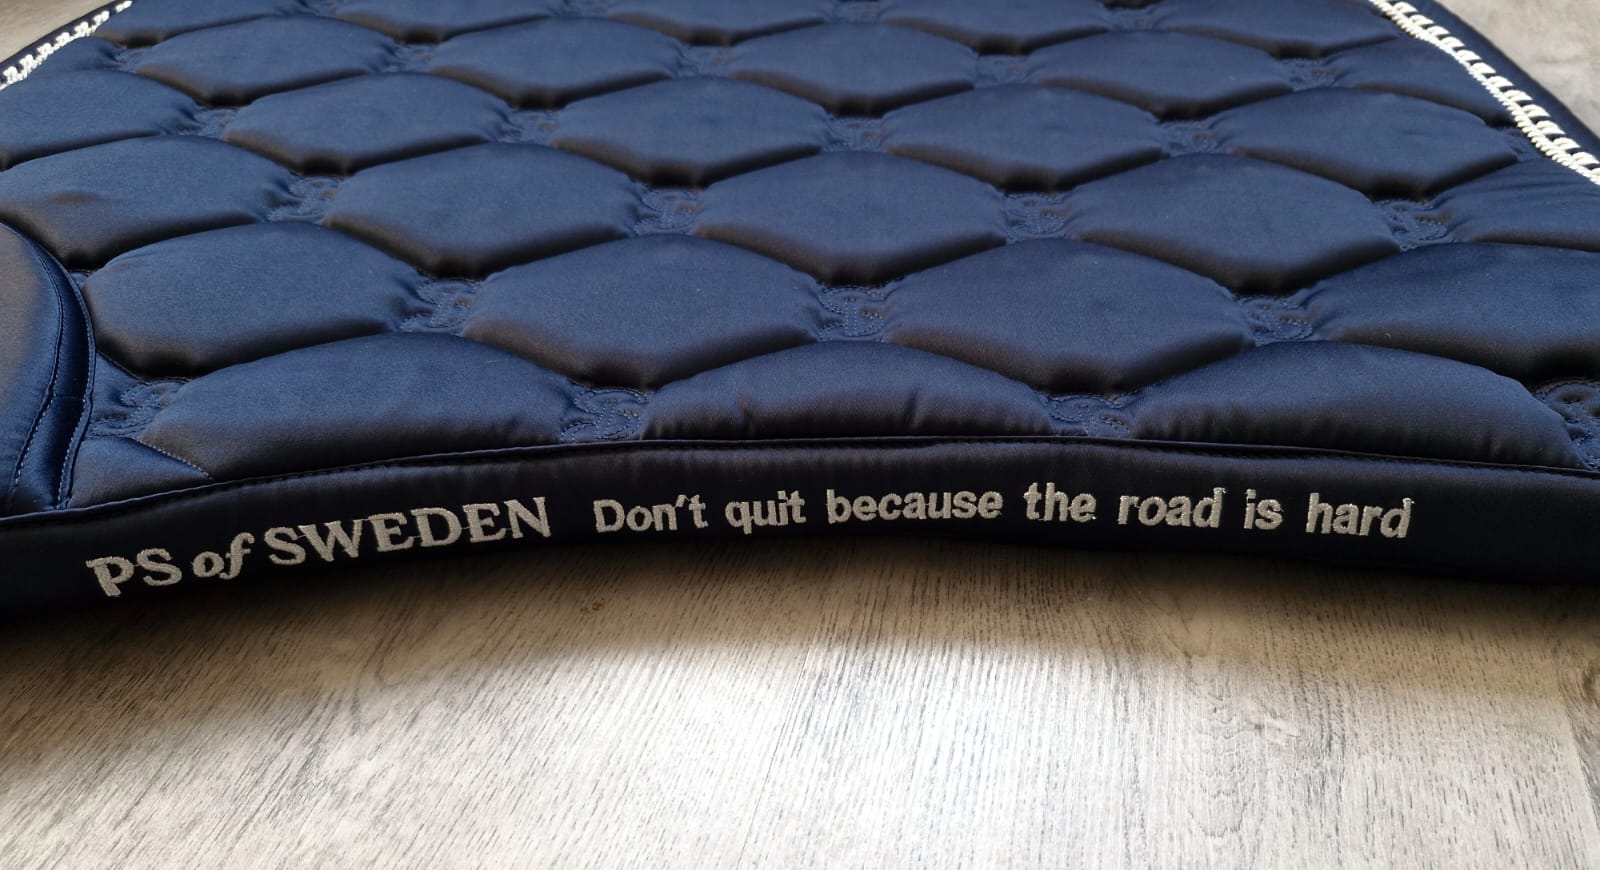 PS of SWEDEN Don't quit because the road is hard